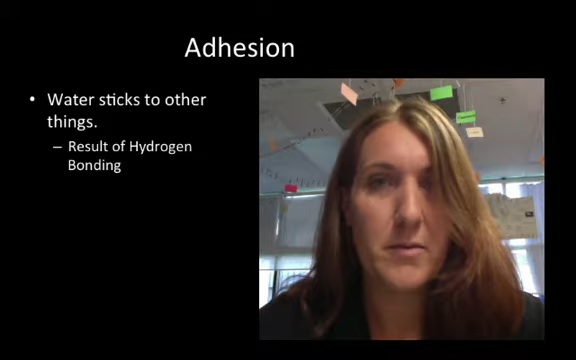 Adhesion
• Water sticks to other
things.
– Result of Hydrogen
Bonding